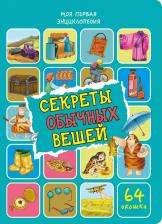 МОЯ ПЕРВАЯ
ЭНЦИКЛОПЕДИЯ
СЕКРЕТЫ
ОБЫЧНЫХ
ВЕЩЕЙ
64
ОКОШКА